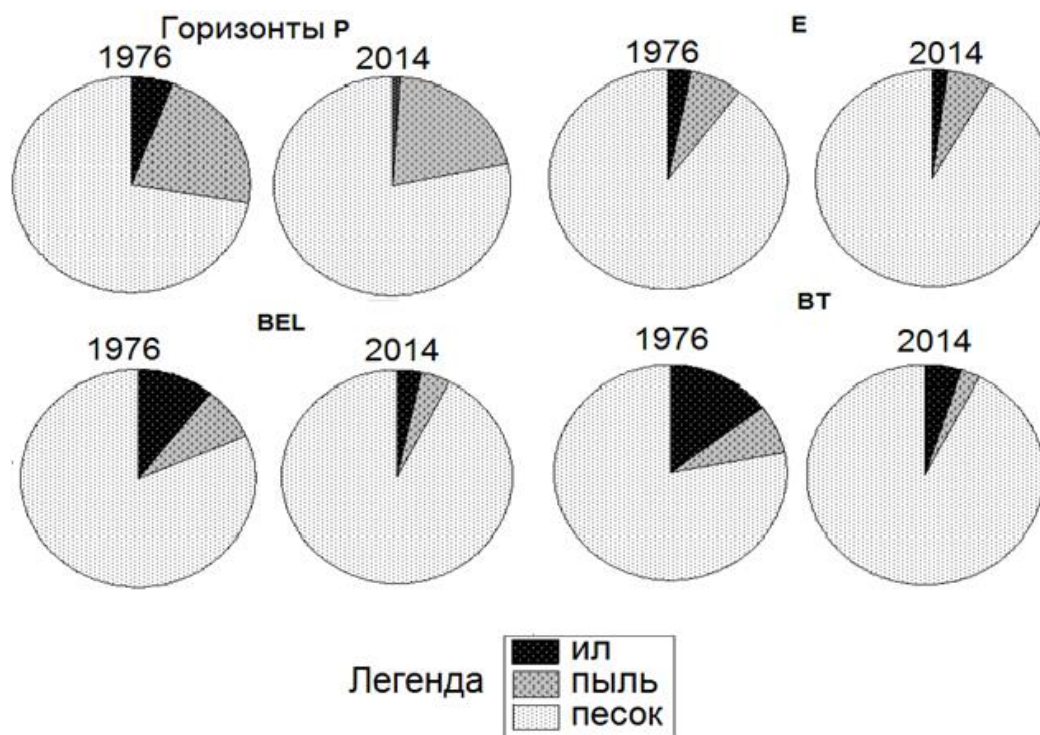 Горизонты P
1976
2014
E
1976
2014
BEL
1976
2014
BT
1976
2014
Легенда
ил
пыль
песок